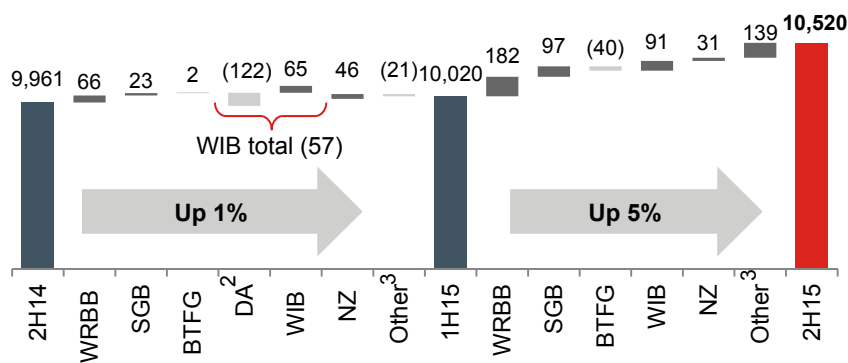 9,961 66 23 2 (122) 65 46 (21) 10,020 182 97 (40) 91 31 139 10,520
WIB total (57)
Up 1% Up 5%
2H14 WRBB SGB BTFG DA² WIB NZ Other³ 1H15 WRBB SGB BTFG WIB NZ Other³ 2H15